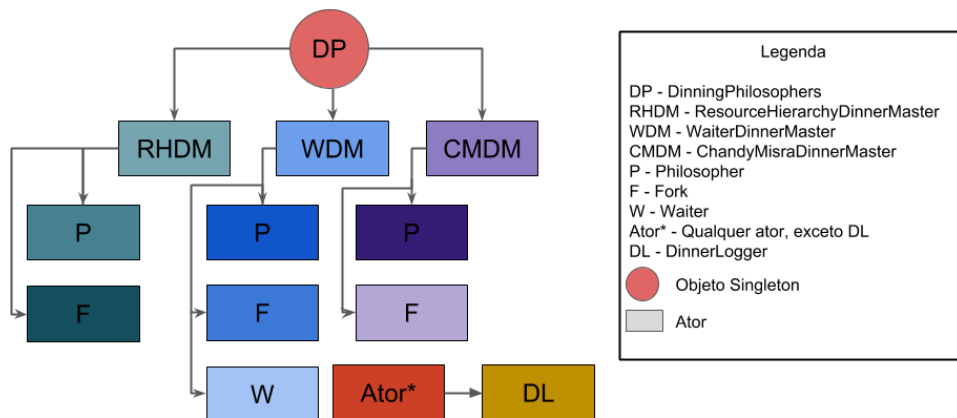 DP
RHDM
WDM
CMDM
P
P
P
F
F
F
W
Ator*
DL
Legenda
DP - DinningPhilosophers
RHDM - ResourceHierarchyDinnerMaster
WDM - WaiterDinnerMaster
CMDM - ChandyMisraDinnerMaster
P - Philosopher
F - Fork
W - Waiter
Ator* - Qualquer ator, exceto DL
DL - DinnerLogger
Objeto Singleton
Ator